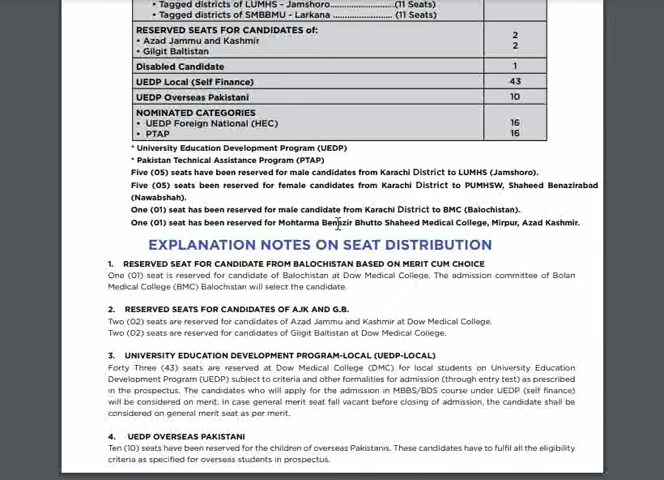 • Tagged districts of LUMHS - Jamshoro.......................(11 Seats)
• Tagged districts of SMBBMU - Larkana ......................(11 Seats)
RESERVED SEATS FOR CANDIDATES of:
• Azad Jammu and Kashmir 2
• Gilgit Baltistan 2
Disabled Candidate 1
UEDP Local (Self Finance) 43
UEDP Overseas Pakistani 10
NOMINATED CATEGORIES
• UEDP Foreign National (HEC) 16
• PTAP 16
* University Education Development Program (UEDP)
* Pakistan Technical Assistance Program (PTAP)
Five (05) seats have been reserved for male candidates from Karachi District to LUMHS (Jamshoro).
Five (05) seats been reserved for female candidates from Karachi District to PUMHSW, Shaheed Benazirabad
(Nawabshah).
One (01) seat has been reserved for male candidate from Karachi District to BMC (Balochistan).
One (01) seat has been reserved for Mohtarma Benazir Bhutto Shaheed Medical College, Mirpur, Azad Kashmir.
EXPLANATION NOTES ON SEAT DISTRIBUTION
1. RESERVED SEAT FOR CANDIDATE FROM BALOCHISTAN BASED ON MERIT CUM CHOICE
One (01) seat is reserved for candidate of Balochistan at Dow Medical College. The admission committee of Bolan
Medical College (BMC) Balochistan will select the candidate.
2. RESERVED SEATS FOR CANDIDATES OF AJK AND G.B.
Two (02) seats are reserved for candidates of Azad Jammu and Kashmir at Dow Medical College.
Two (02) seats are reserved for candidates of Gilgit Baltistan at Dow Medical College.
3. UNIVERSITY EDUCATION DEVELOPMENT PROGRAM-LOCAL (UEDP-LOCAL)
Forty Three (43) seats are reserved at Dow Medical College (DMC) for local students on University Education
Development Program (UEDP) subject to criteria and other formalities for admission (through entry test) as prescribed
in the prospectus. The candidates who will apply for the admission in MBBS/BDS course under UEDP (self finance)
will be considered on merit. In case general merit seat fall vacant before closing of admission, the candidate shall be
considered on general merit seat as per merit.
4. UEDP OVERSEAS PAKISTANI
Ten (10) seats have been reserved for the children of overseas Pakistanis. These candidates have to fulfil all the eligibility
criteria as specified for overseas students in prospectus.